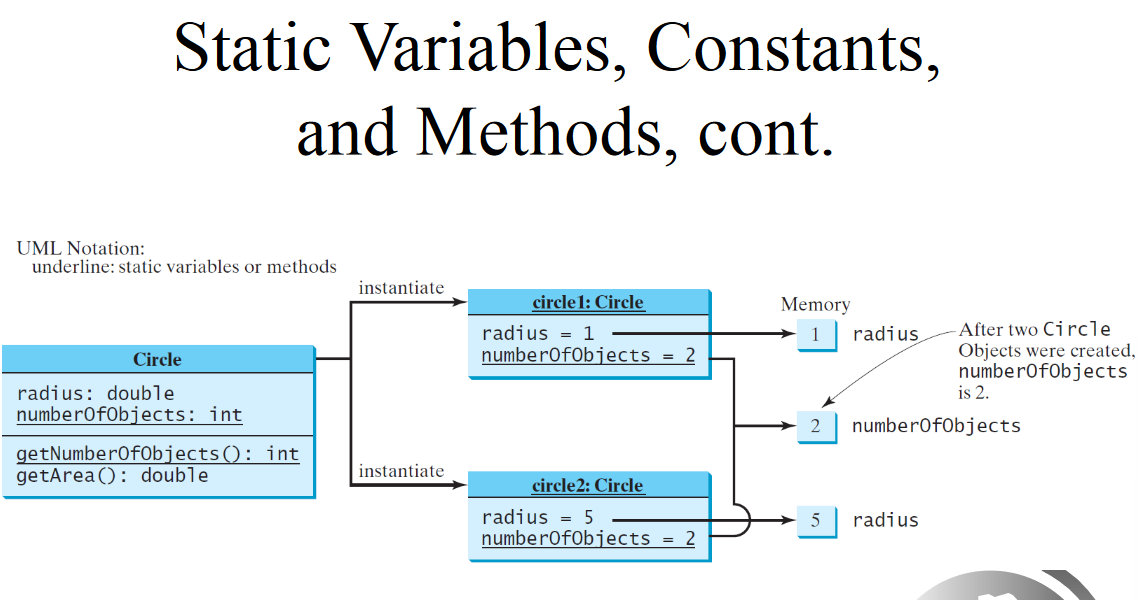 Static Variables, Constants,
and Methods, cont.
UML Notation:
underline: static variables or methods
Circle
radius: double
numberOfObjects: int
getNumberOfObjects(): int
getArea(): double
instantiate
circle1: Circle
radius = 1
numberOfObjects = 2
instantiate
circle2: Circle
radius = 5
numberOfObjects = 2
Memory
1 radius
2 numberOfObjects
5 radius
After two Circle
Objects were created,
numberOfObjects
is 2.